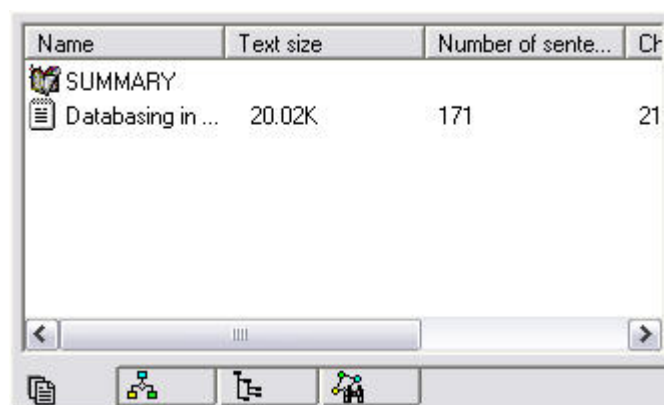 Name Text size Number of sente... Ch
SUMMARY
Databasing in ... 20.02K 171 21